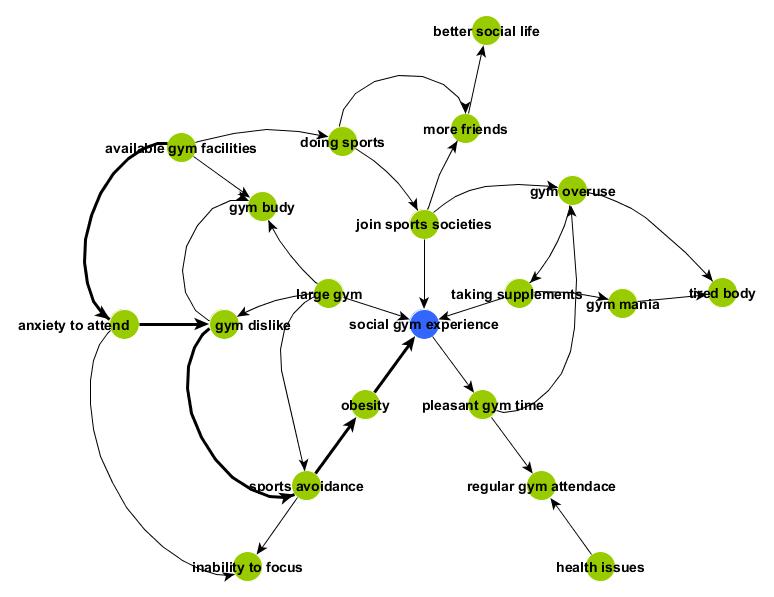 better social life
more friends
doing sports
available gym facilities
gym overuse
gym budy
join sports societies
large gym
taking supplements
tired body
gym mania
anxiety to attend
gym dislike
social gym experience
obesity
pleasant gym time
sports avoidance
regular gym attendace
inability to focus
health issues